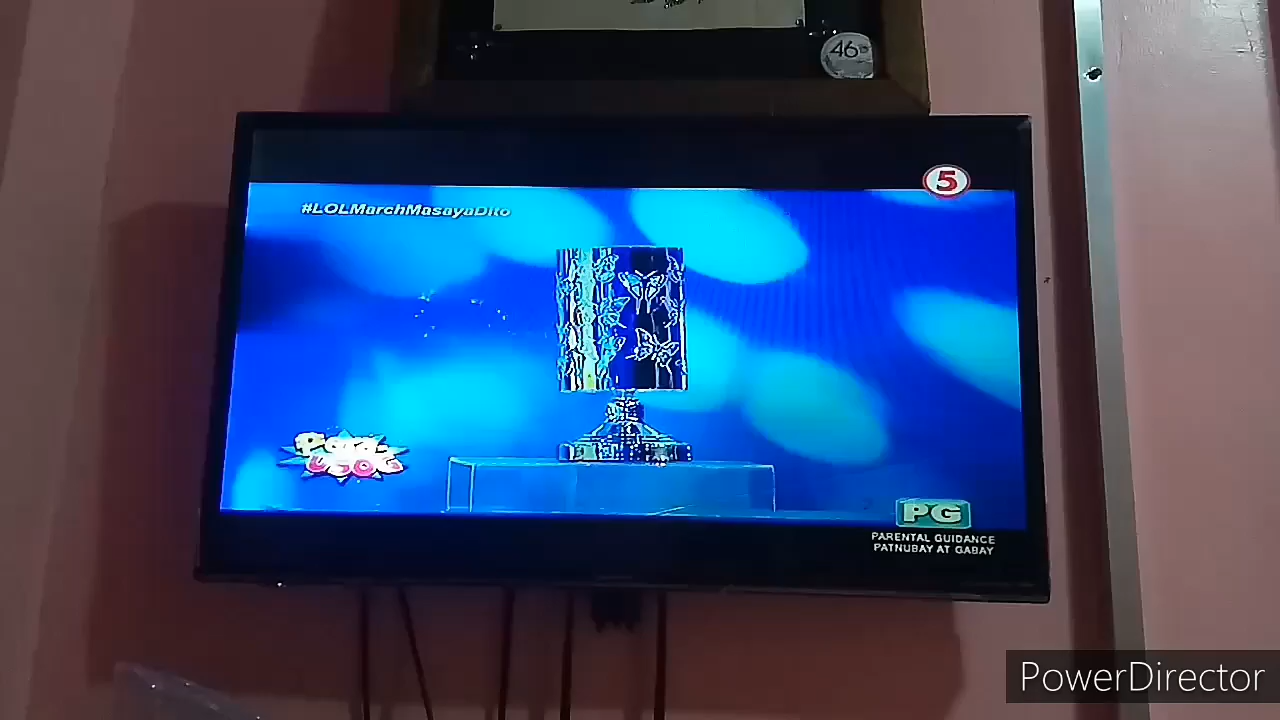 46
5
#LOLMarchMasayaDito
PG
PARENTAL GUIDANCE
PATNUBAY AT GABAY
PowerDirector